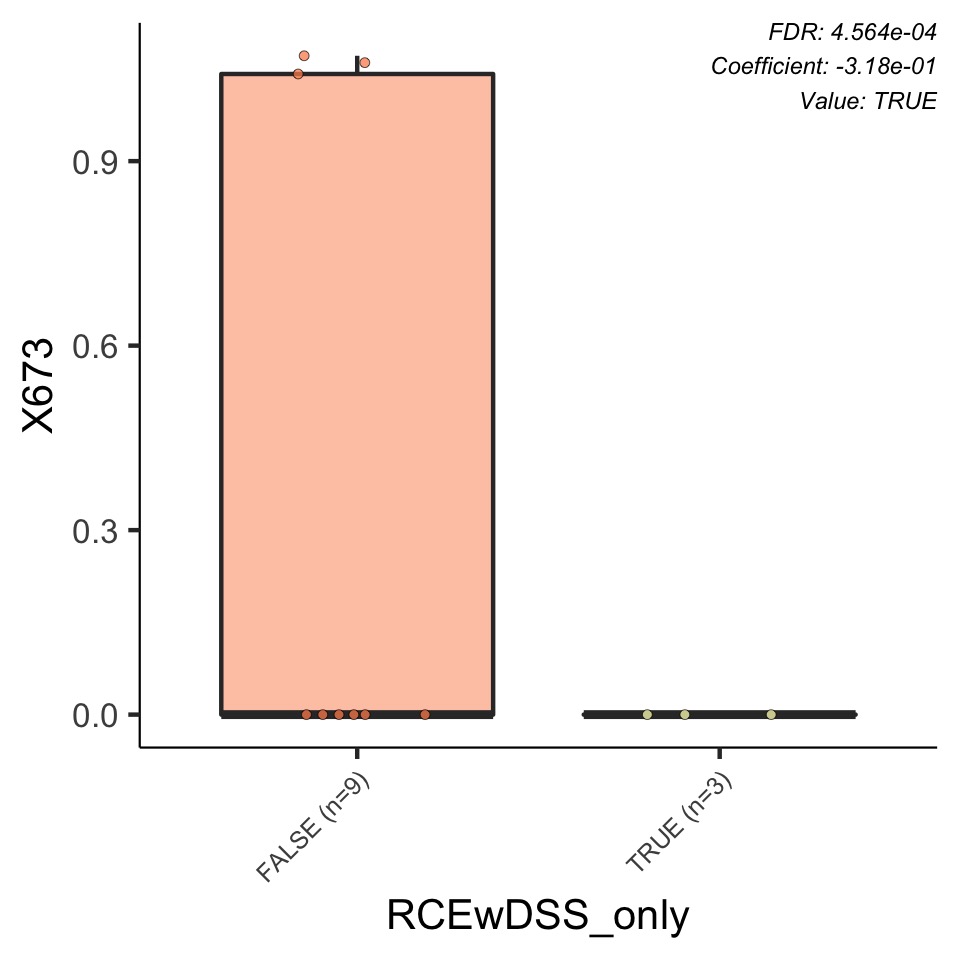 FDR: 4.564e-04
Coefficient: -3.18e-01
Value: TRUE
X673
0.9
0.6
0.3
0.0
FALSE (n=9)
TRUE (n=3)
RCEwDSS_only